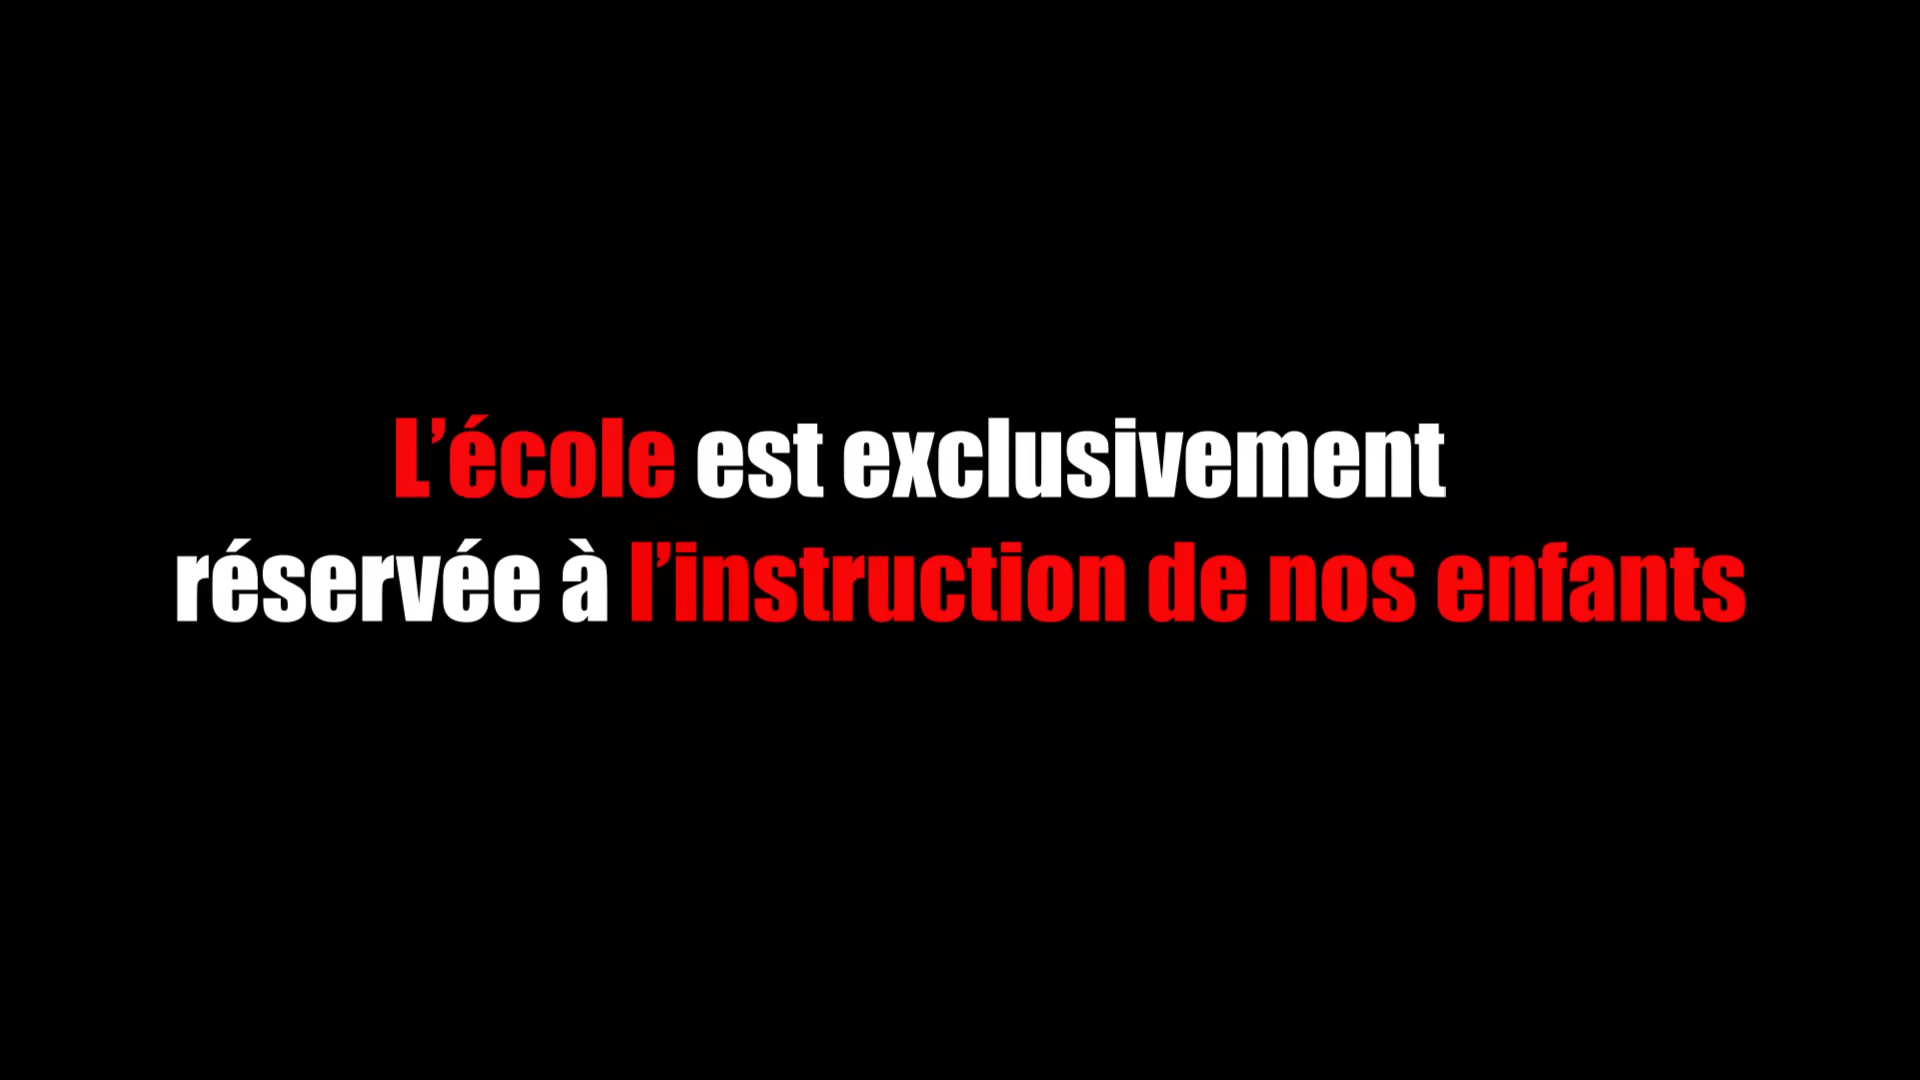 L’école est exclusivement
réservée à l’instruction de nos enfants